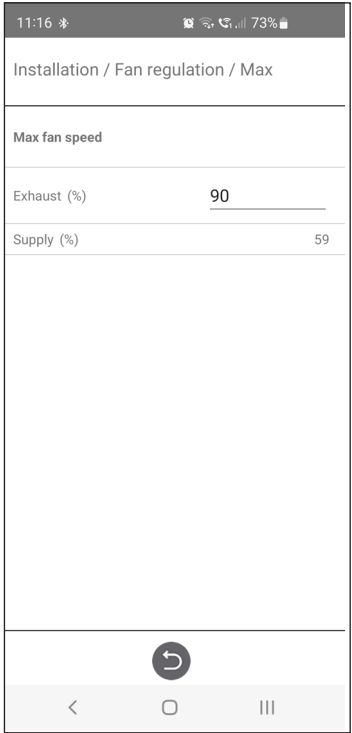 11:16 73%
Installation / Fan regulation / Max
Max fan speed
Exhaust (%) 90
Supply (%) 59